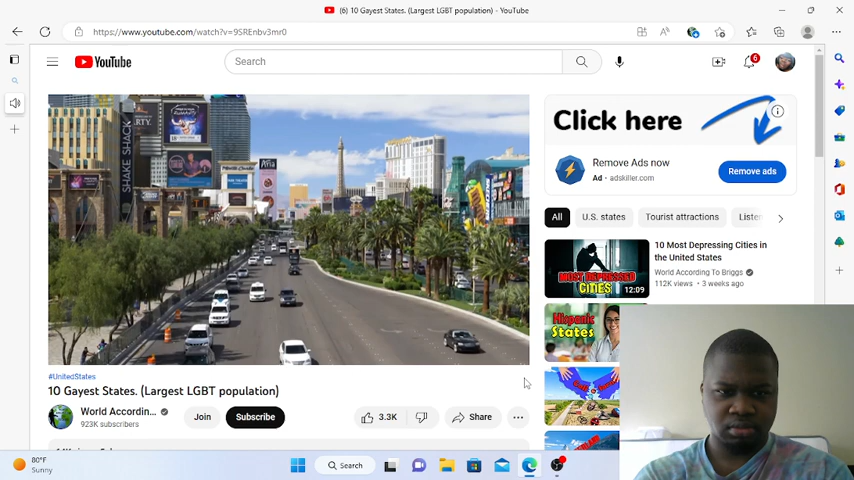 (6) 10 Gayest States. (Largest LGBT population) - YouTube
https://www.youtube.com/watch?v=9SREnbv3mr0
YouTube
Search
6
SHAKE SHACK
Aria
Click here
Remove Ads now
Ad • adskiller.com
Remove ads
All
U.S. states
Tourist attractions
Listen
10 Most Depressing Cities in
the United States
World According To Briggs
112K views • 3 weeks ago
MOST DEPRESSED
CITIES
12:09
Hispanic
States
#UnitedStates
10 Gayest States. (Largest LGBT population)
World Accordin...
923K subscribers
Join
Subscribe
3.3K
Share
80°F
Sunny
Search